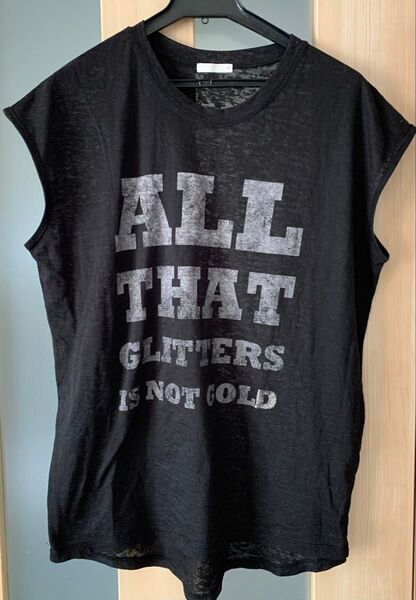 ALL
THAT
GLITTERS
IS NOT GOLD